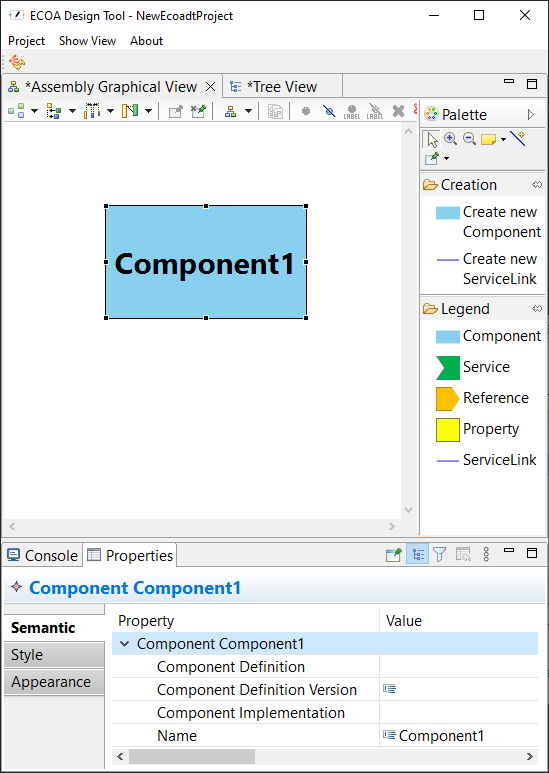 ECOA Design Tool - NewEcoadtProject
Project Show View About
*Assembly Graphical View
*Tree View
LABEL LABEL
Palette
Creation
Create new
Component
Create new
ServiceLink
Component1
Legend
Component
Service
Reference
Property
ServiceLink
Console
Properties
Component Component1
Semantic
Style
Appearance
Property Value
Component Component1
Component Definition
Component Definition Version
Component Implementation
Name Component1